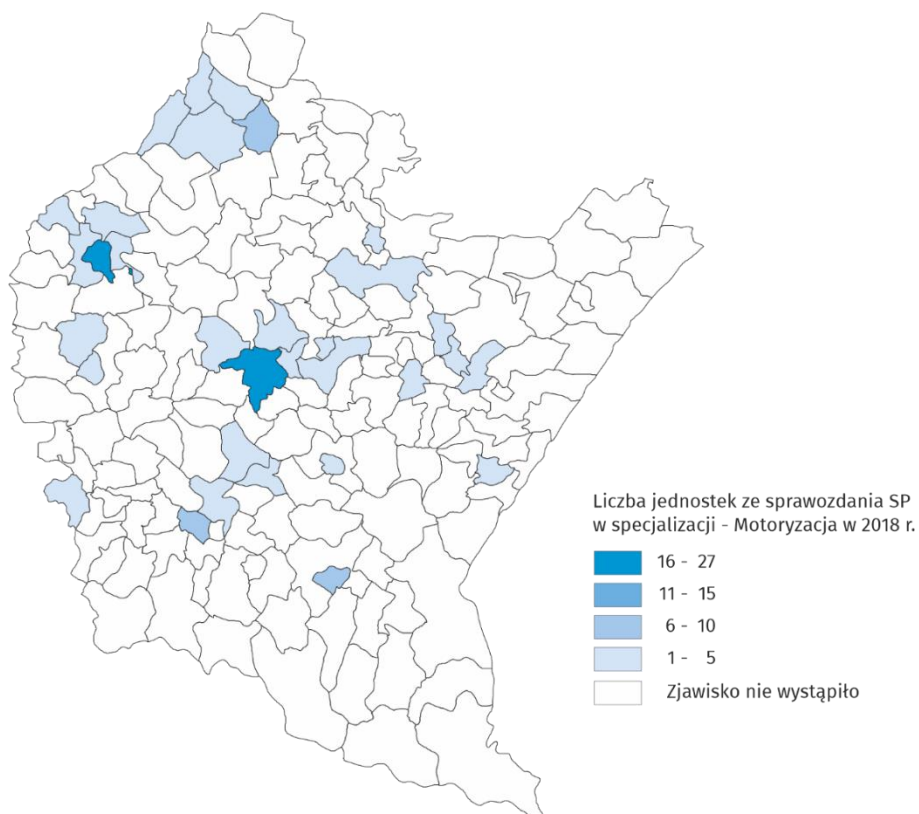 Liczba jednostek ze sprawozdania SP
w specjalizacji - Motoryzacja w 2018 r.
16 - 27
11 - 15
6 - 10
1 - 5
Zjawisko nie wystąpiło